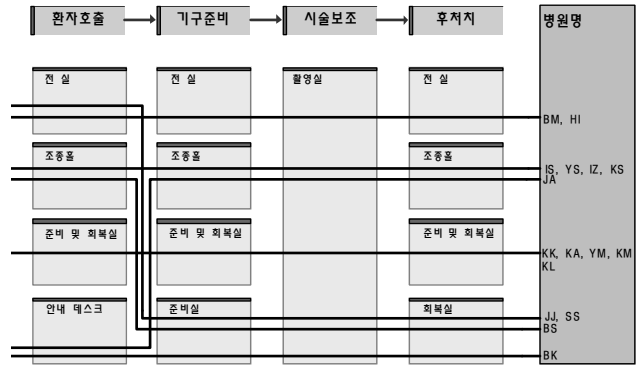 환자호출 기구준비 시술보조 후처치 병원명
전 실 전 실 촬영실 전 실
BM, HI
조종홀 조종홀 조종홀
IS, YS, IZ, KS
JA
준비 및 회복실 준비 및 회복실 준비 및 회복실
KK, KA, YM, KM
KL
안내 데스크 준비실 회복실
JJ, SS
BS
BK